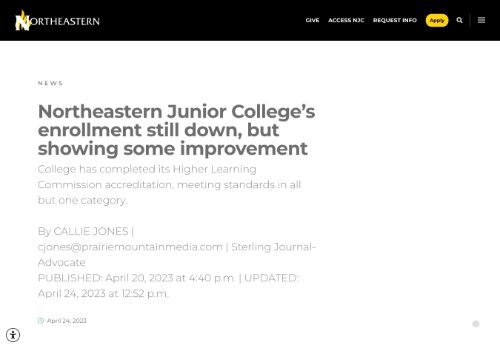 NORTHEASTERN
GIVE ACCESS NJC REQUEST INFO Apply
NEWS
Northeastern Junior College’s
enrollment still down, but
showing some improvement
College has completed its Higher Learning
Commission accreditation, meeting standards in all
but one category.
By CALLIE JONES |
cjones@prairiemountainmedia.com | Sterling Journal-
Advocate
PUBLISHED: April 20, 2023 at 4:40 p.m. | UPDATED:
April 24, 2023 at 12:52 p.m.
April 24, 2023